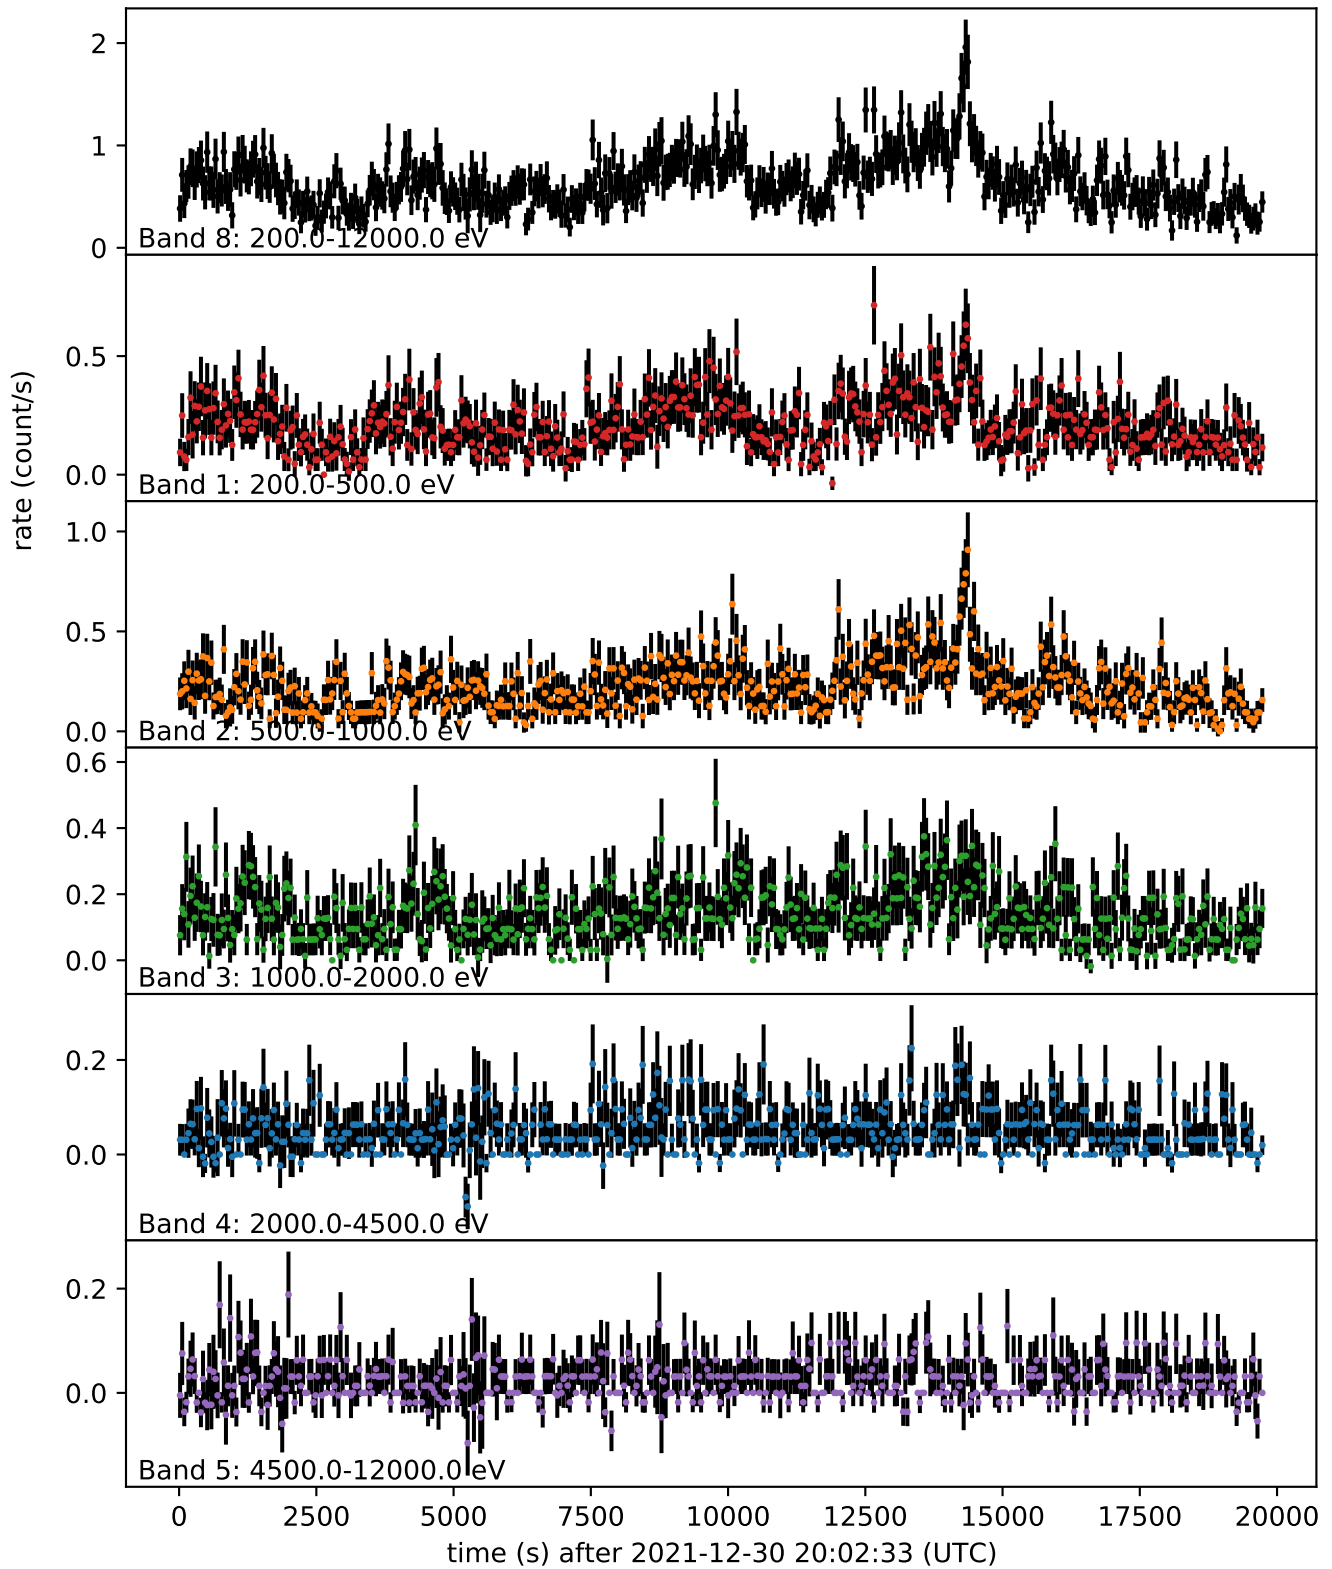 2
1
0
Band 8: 200.0-12000.0 eV
0.5
0.0
Band 1: 200.0-500.0 eV
rate (count/s)
1.0
0.5
0.0
Band 2: 500.0-1000.0 eV
0.6
0.4
0.2
0.0
Band 3: 1000.0-2000.0 eV
0.2
0.0
Band 4: 2000.0-4500.0 eV
0.2
0.0
Band 5: 4500.0-12000.0 eV
0 2500 5000 7500 10000 12500 15000 17500 20000
time (s) after 2021-12-30 20:02:33 (UTC)